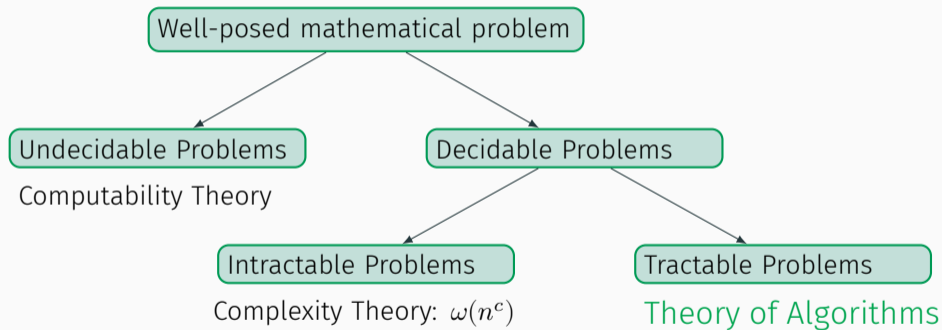 Well-posed mathematical problem
Undecidable Problems
Decidable Problems
Computability Theory
Intractable Problems
Tractable Problems
Complexity Theory: ω(n^c)
Theory of Algorithms